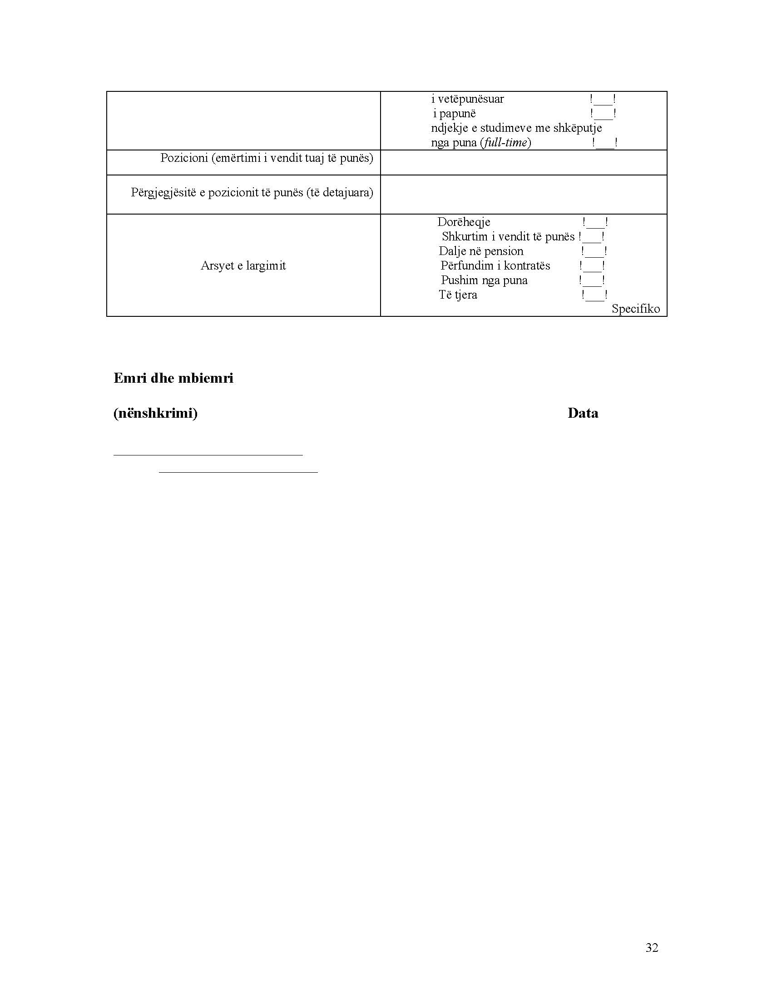 i vetëpunësuar !___!
i papunë !___!
ndjekje e studimeve me shkëputje
nga puna (full-time) !___!
Pozicioni (emërtimi i vendit tuaj të punës)
Përgjegjësitë e pozicionit të punës (të detajuara)
Arsyet e largimit
Dorëheqje !___!
Shkurtim i vendit të punës !___!
Dalje në pension !___!
Përfundim i kontratës !___!
Pushim nga puna !___!
Të tjera !___!
Specifiko
Emri dhe mbiemri
(nënshkrimi) Data
_________________________
_____________________
32